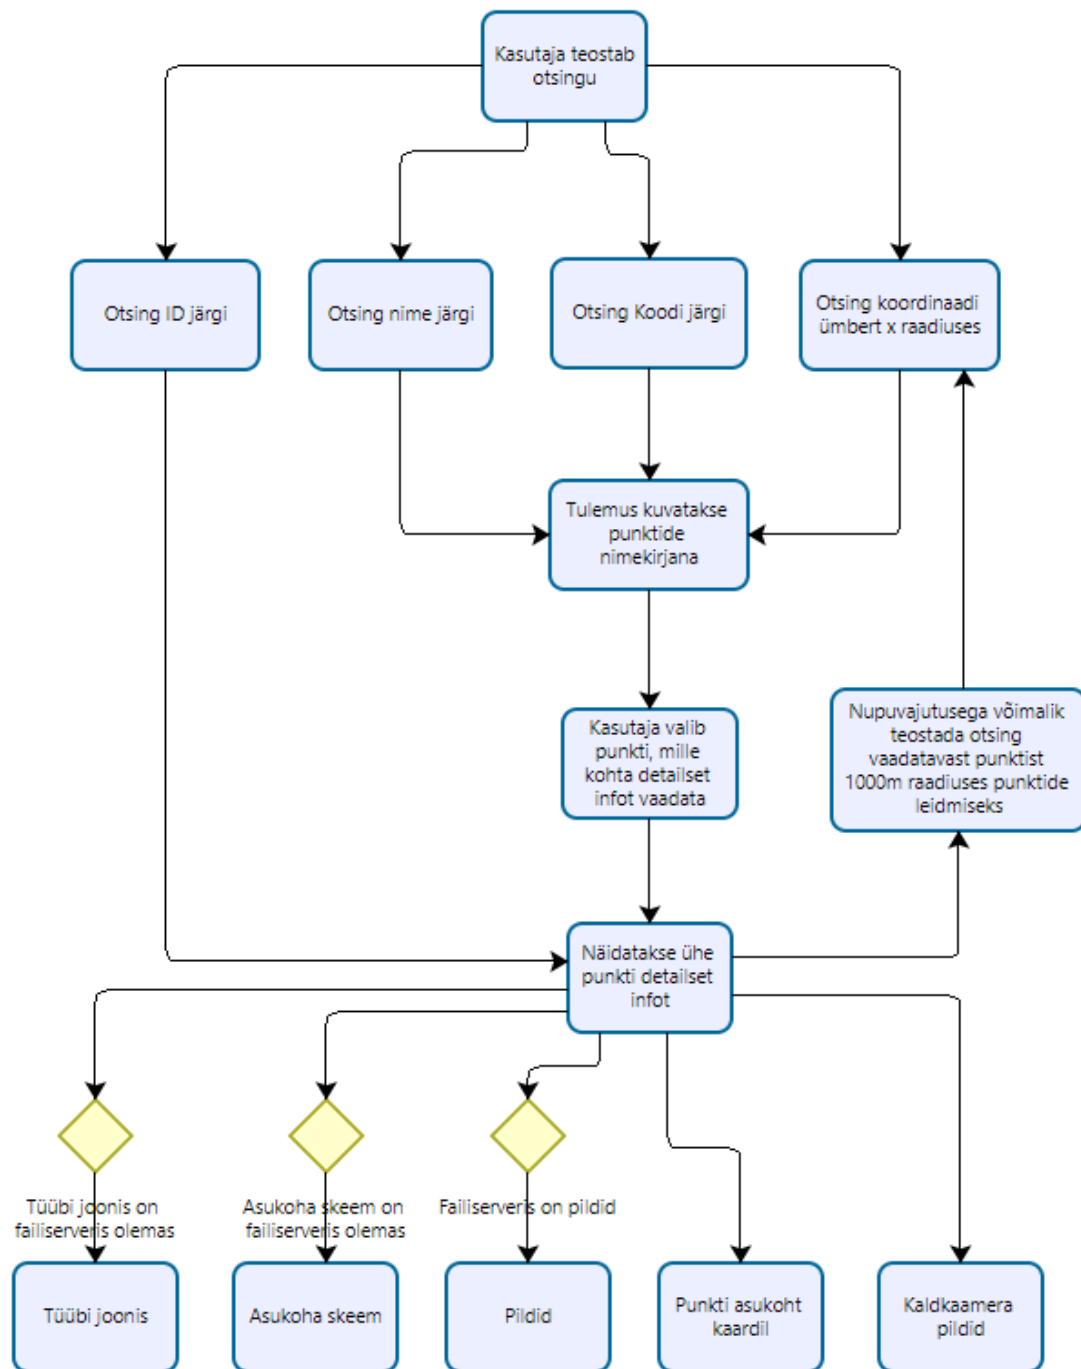 Kasutaja teostab
otsingu
Otsing ID järgi
Otsing nime järgi
Otsing Koodi järgi
Otsing koordinaadi
ümbert x raadiuses
Tulemus kuvatakse
punktide
nimekirjana
Kasutaja valib
punkti, mille
kohta detailset
infot vaadata
Nupuvajutusega võimalik
teostada otsing
vaadatavast punktist
1000m raadiuses punktide
leidmiseks
Näidatakse ühe
punkti detailset
infot
Tüübi joonis on
failiserveris olemas
Asukoha skeem on
failiserveris olemas
Failiserveris on pildid
Tüübi joonis
Asukoha skeem
Pildid
Punkti asukoht
kaardil
Kaldkaamera
pildid